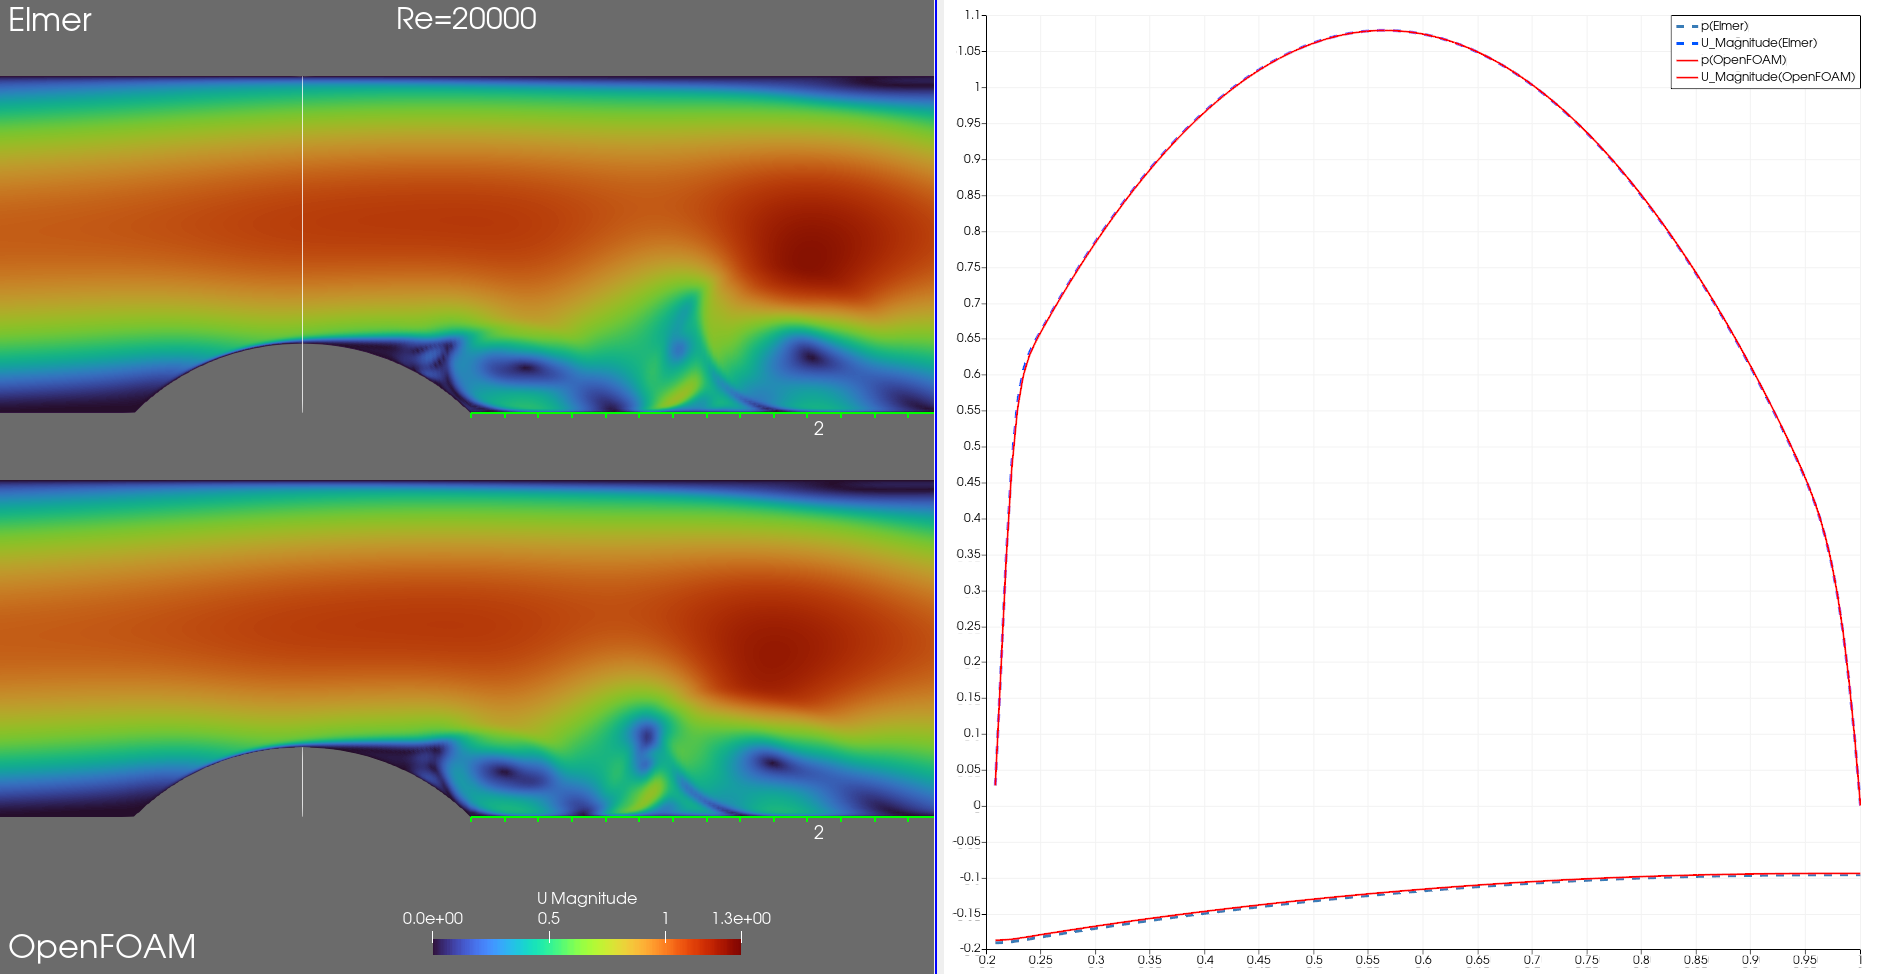 Elmer
Re=20000
2
2
U Magnitude
0.0e+00 0.5 1 1.3e+00
OpenFOAM
p(Elmer)
U_Magnitude(Elmer)
p(OpenFOAM)
U_Magnitude(OpenFOAM)
1.1
1.05
1
0.95
0.9
0.85
0.8
0.75
0.7
0.65
0.6
0.55
0.5
0.45
0.4
0.35
0.3
0.25
0.2
0.15
0.1
0.05
0
-0.05
-0.1
-0.15
-0.2
0.2 0.25 0.3 0.35 0.4 0.45 0.5 0.55 0.6 0.65 0.7 0.75 0.8 0.85 0.9 0.95 1